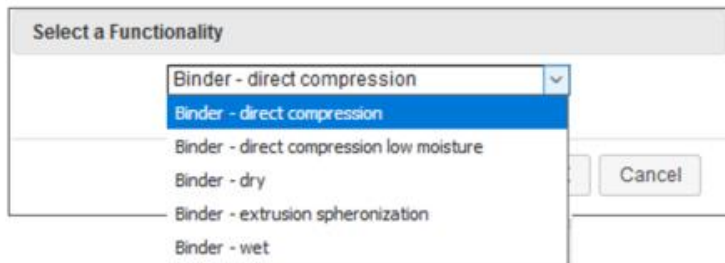 Select a Functionality
Binder - direct compression
Binder - direct compression
Binder - direct compression low moisture
Binder - dry
Cancel
Binder - extrusion spheronization
Binder - wet